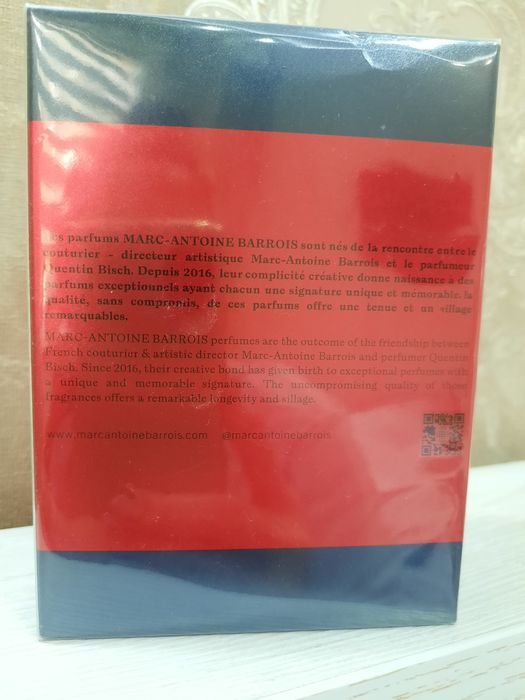 Les parfums MARC-ANTOINE BARROIS sont nés de la rencontre entre le
couturier - directeur artistique Marc-Antoine Barrois et le parfumeur
Quentin Bisch. Depuis 2016, leur complicité créative donne naissance à des
parfums exceptionnels ayant chacun une signature unique et mémorable. la
qualité, sans compromis, de ces parfums offre une tenue et un sillage
remarquables.
MARC-ANTOINE BARROIS perfumes are the outcome of the friendship between
French couturier & artistic director Marc-Antoine Barrois and perfumer Quentin
Bisch. Since 2016, their creative bond has given birth to exceptional perfumes with
a unique and memorable signature. The uncompromising quality of these
fragrances offers a remarkable longevity and sillage.
www.marcantoinebarrois.com @marcantoinebarrois